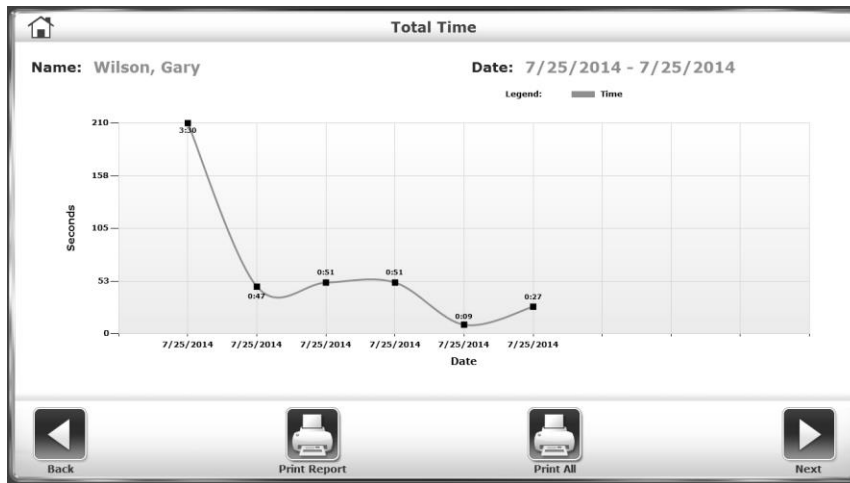 Total Time
Name: Wilson, Gary
Date: 7/25/2014 - 7/25/2014
Legend: Time
210
3:30
158
105
Seconds
53
0:47
0:51
0:51
0:09
0:27
0
7/25/2014 7/25/2014 7/25/2014 7/25/2014 7/25/2014 7/25/2014
Date
Back Print Report Print All Next